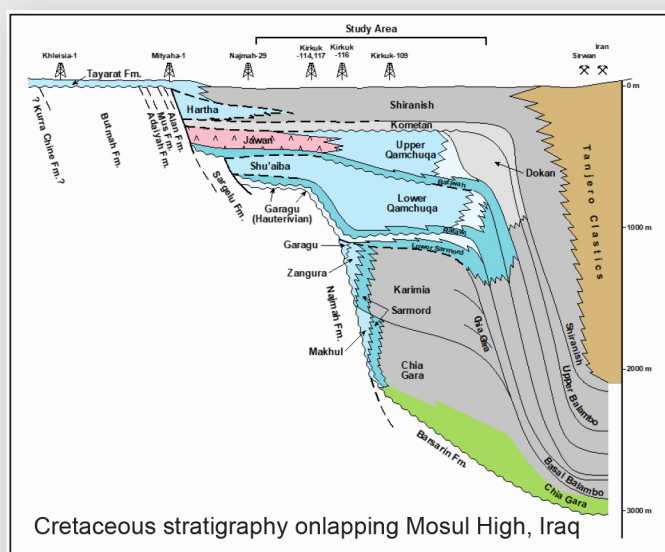 Study Area
Khleisia-1
Mityaha-1
Najmah-29
Kirkuk
-114,117
Kirkuk
-116
Kirkuk-109
Iran
Sirwan
Tayarat Fm.
0 m
? Kurra Chine Fm.?
Butmah Fm.
Adaiyah Fm.
Mus Fm.
Alan Fm.
Hartha
Shiranish
Kometan
Jawan
Upper
Qamchuqa
Dokan
Tanjero Clastics
Shu'aiba
Sargelu Fm.
Batiwah
Garagu
(Hauterivian)
Lower
Qamchuqa
1000 m
Garagu
Lower Sarmord
Zangura
Karimia
Najmah Fm.
Sarmord
Chia Gara
Makhul
Shiranish
Chia
Gara
2000 m
Upper Balambo
Barsarin Fm.
Basal Balambo
Chia Gara
3000 m
Cretaceous stratigraphy onlapping Mosul High, Iraq